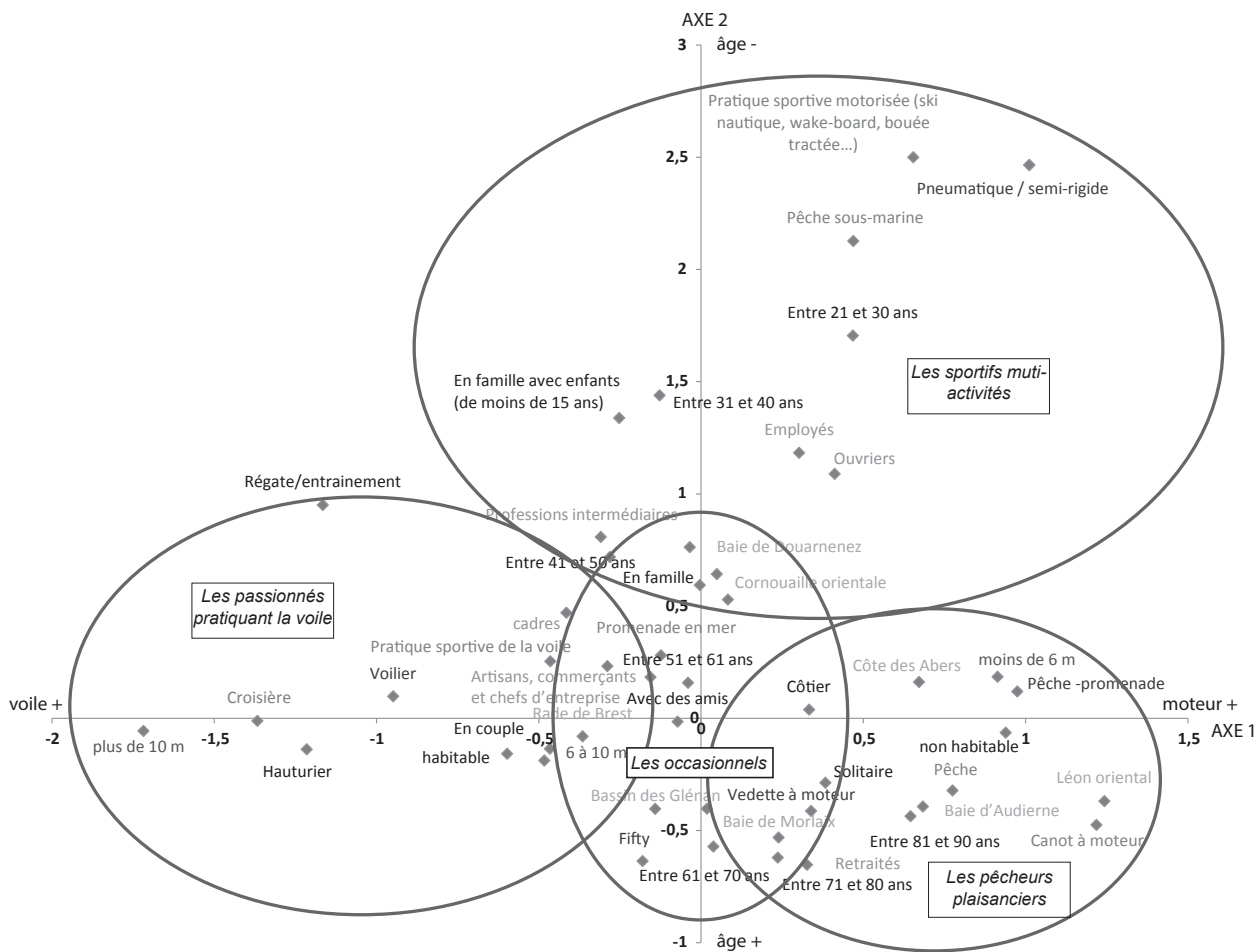 AXE 2
3
âge -
Pratique sportive motorisée (ski
nautique, wake-board, bouée
tractée...)
2,5
Pneumatique / semi-rigide
Pêche sous-marine
2
Entre 21 et 30 ans
Les sportifs muti-
activités
En famille avec enfants
(de moins de 15 ans)
1,5
Entre 31 et 40 ans
Employés
Ouvriers
Régate/entrainement
1
Professions intermédiaires
Baie de Douarnenez
Entre 41 et 50 ans
En famille
Cornouaille orientale
Les passionnés
pratiquant la voile
0,5
cadres
Promenade en mer
Pratique sportive de la voile
Entre 51 et 61 ans
Côte des Abers
moins de 6 m
Voilier
Artisans, commerçants
et chefs d'entreprise
Avec des amis
Côtier
Pêche -promenade
Croisière
Rade de Brest
voile +
moteur +
0
AXE 1
-2
-1,5
-1
-0,5
0
0,5
1
1,5
plus de 10 m
En couple
6 à 10 m
non habitable
Hauturier
habitable
Les occasionnels
Solitaire
Pêche
Léon oriental
Bassin des Glénan
Vedette à moteur
Baie d'Audierne
-0,5
Baie de Morlaix
Fifty
Entre 81 et 90 ans
Canot à moteur
Entre 61 et 70 ans
Retraités
Entre 71 et 80 ans
Les pêcheurs
plaisanciers
-1
âge +